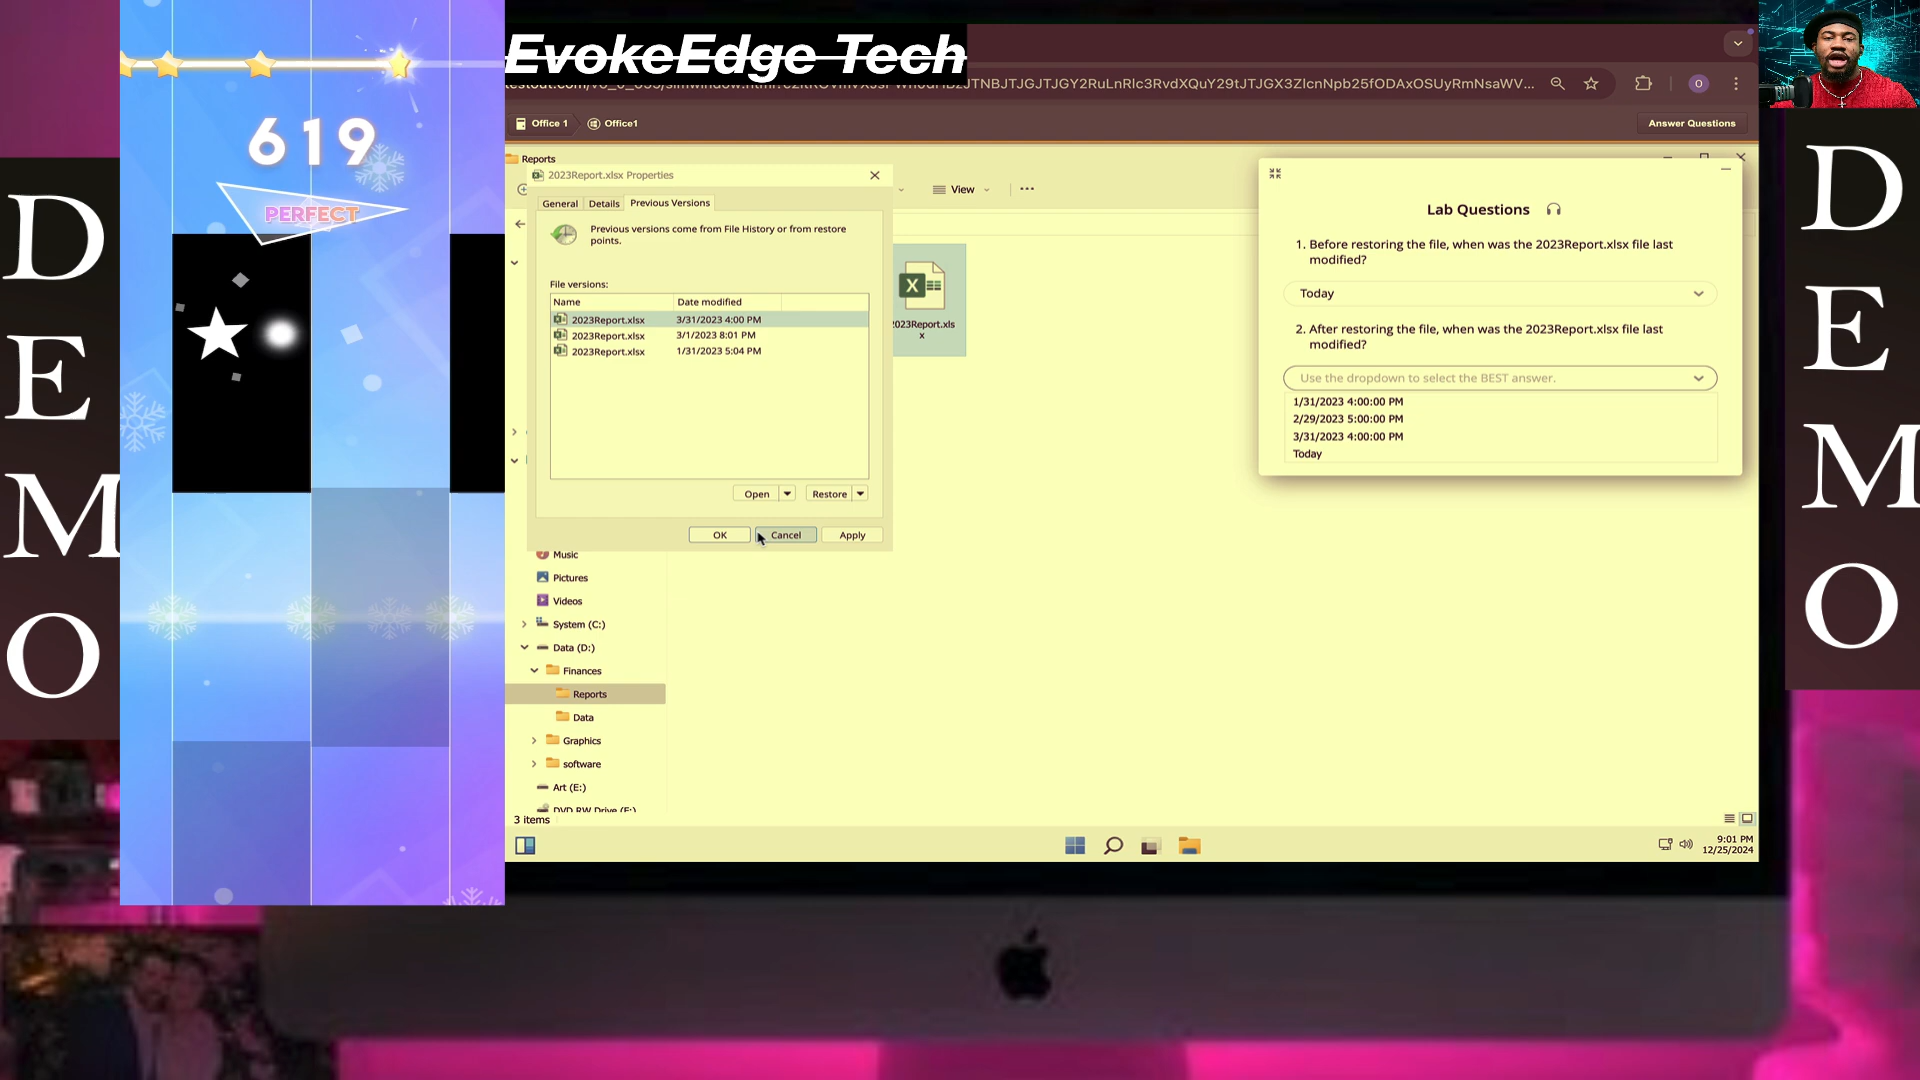 EvokeEdge Tech
619
PERFECT
DEMO
DEMO
Office 1
Office1
Answer Questions
Reports
2023Report.xlsx Properties
View
General
Details
Previous Versions
Previous versions come from File History or from restore
points.
File versions:
Name
Date modified
2023Report.xlsx 3/31/2023 4:00 PM
2023Report.xlsx 3/1/2023 8:01 PM
2023Report.xlsx 1/31/2023 5:04 PM
Open
Restore
OK
Cancel
Apply
2023Report.xls
x
Music
Pictures
Videos
System (C:)
Data (D:)
Finances
Reports
Data
Graphics
software
Art (E:)
DVD RW Drive (F:)
3 items
Lab Questions
1. Before restoring the file, when was the 2023Report.xlsx file last
modified?
Today
2. After restoring the file, when was the 2023Report.xlsx file last
modified?
Use the dropdown to select the BEST answer.
1/31/2023 4:00:00 PM
2/29/2023 5:00:00 PM
3/31/2023 4:00:00 PM
Today
9:01 PM
12/25/2024
O